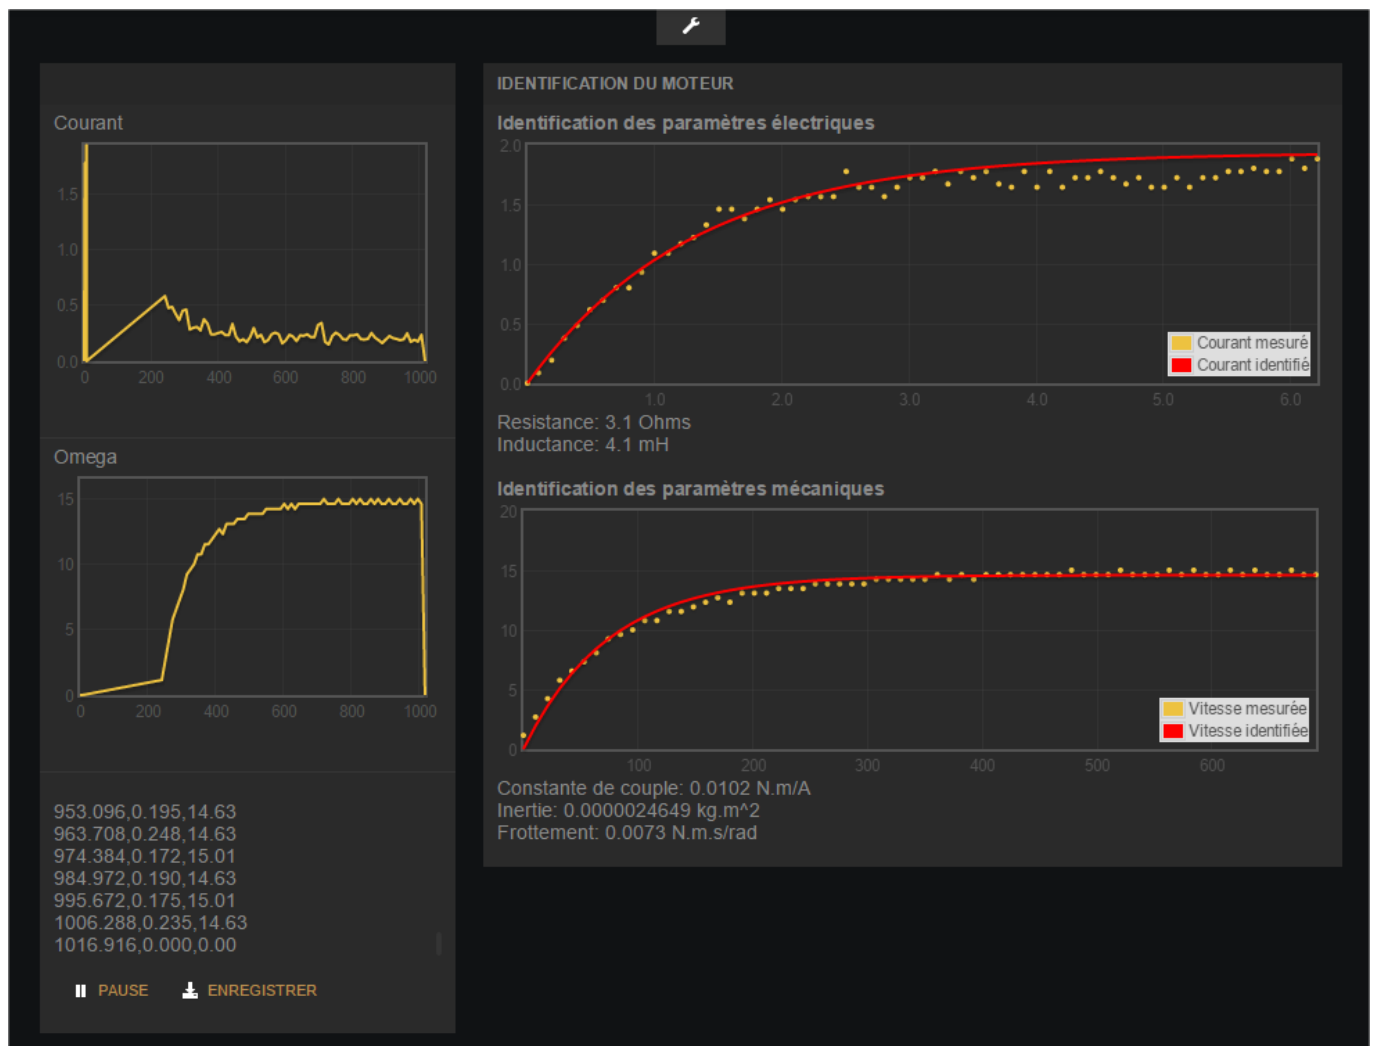 Courant
1.5
1.0
0.5
0.0
0 200 400 600 800 1000
Omega
15
10
5
0
0 200 400 600 800 1000
953.096,0.195,14.63
963.708,0.248,14.63
974.384,0.172,15.01
984.972,0.190,14.63
995.672,0.175,15.01
1006.288,0.235,14.63
1016.916,0.000,0.00
PAUSE ENREGISTRER
IDENTIFICATION DU MOTEUR
Identification des paramètres électriques
2.0
1.5
1.0
0.5
0.0
1.0 2.0 3.0 4.0 5.0 6.0
Courant mesuré
Courant identifié
Resistance: 3.1 Ohms
Inductance: 4.1 mH
Identification des paramètres mécaniques
20
15
10
5
0
100 200 300 400 500 600
Vitesse mesurée
Vitesse identifiée
Constante de couple: 0.0102 N.m/A
Inertie: 0.0000024649 kg.m^2
Frottement: 0.0073 N.m.s/rad